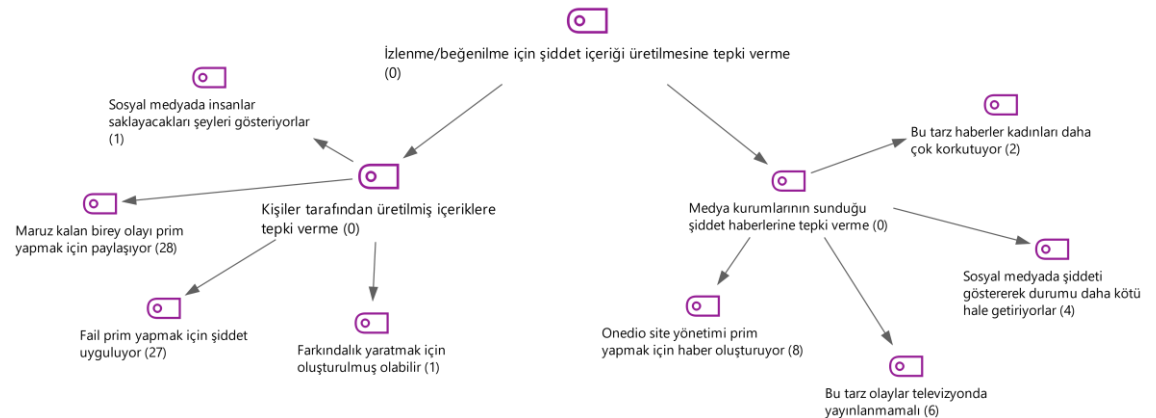 İzlenme/beğenilme için şiddet içeriği üretilmesine tepki verme
(0)
Sosyal medyada insanlar
saklayacakları şeyleri gösteriyorlar
(1)
Bu tarz haberler kadınları daha
çok korkutuyor (2)
Kişiler tarafından üretilmiş içeriklere
tepki verme (0)
Medya kurumlarının sunduğu
şiddet haberlerine tepki verme (0)
Maruz kalan birey olayı prim
yapmak için paylaşıyor (28)
Sosyal medyada şiddeti
göstererek durumu daha kötü
hale getiriyorlar (4)
Fail prim yapmak için şiddet
uyguluyor (27)
Farkındalık yaratmak için
oluşturulmuş olabilir (1)
Onedio site yönetimi prim
yapmak için haber oluşturuyor (8)
Bu tarz olaylar televizyonda
yayınlanmamalı (6)